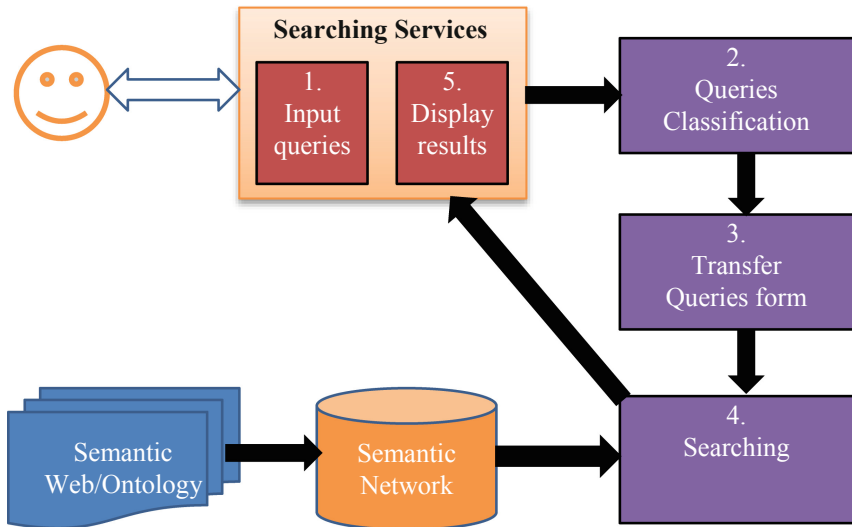 Searching Services
1.
Input
queries
5.
Display
results
2.
Queries
Classification
3.
Transfer
Queries form
4.
Searching
Semantic
Web/Ontology
Semantic
Network